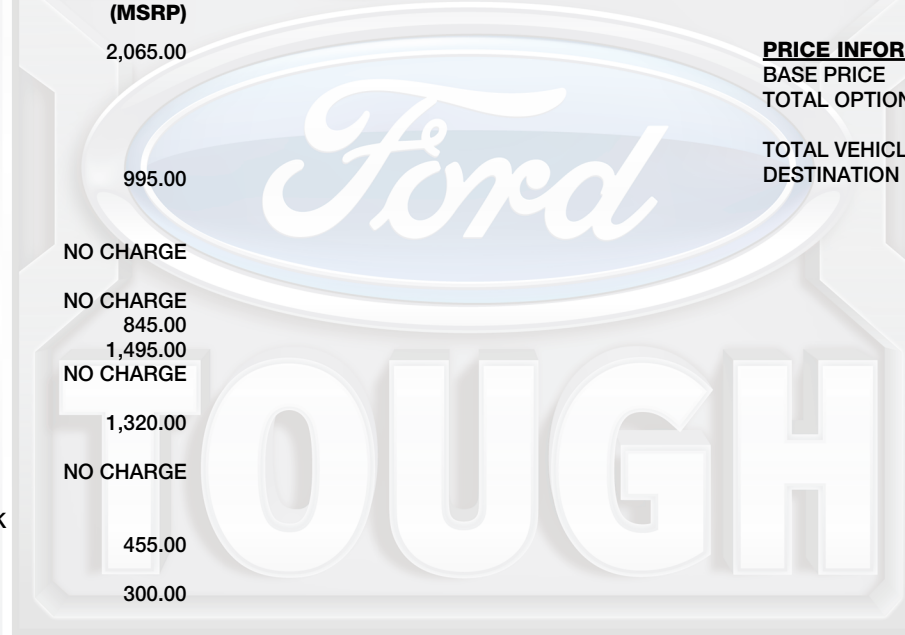 (MSRP)
2,065.00
995.00
NO CHARGE
NO CHARGE
845.00
1,495.00
NO CHARGE
1,320.00
NO CHARGE
K
455.00
300.00
PRICE INFOR
BASE PRICE
TOTAL OPTION
TOTAL VEHICL
DESTINATION
Ford
TOUGH